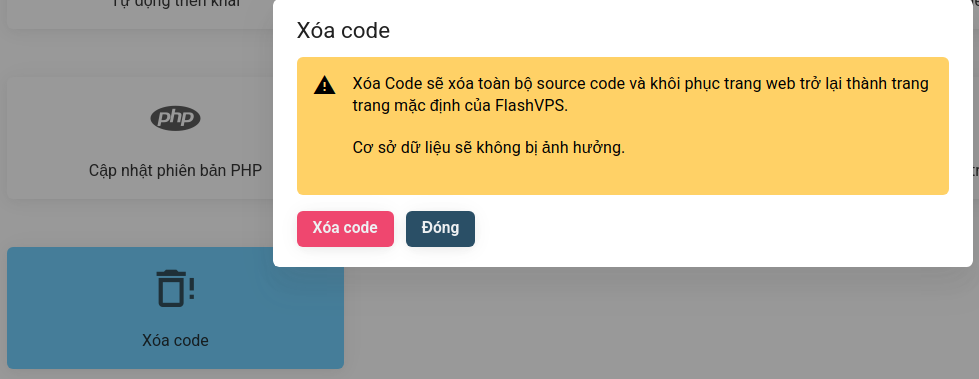 Tự động triển khai
Xóa code
Xóa Code sẽ xóa toàn bộ source code và khôi phục trang web trở lại thành trang
trang mặc định của FlashVPS.
Cơ sở dữ liệu sẽ không bị ảnh hưởng.
php
Cập nhật phiên bản PHP
Xóa code
Đóng
Xóa code